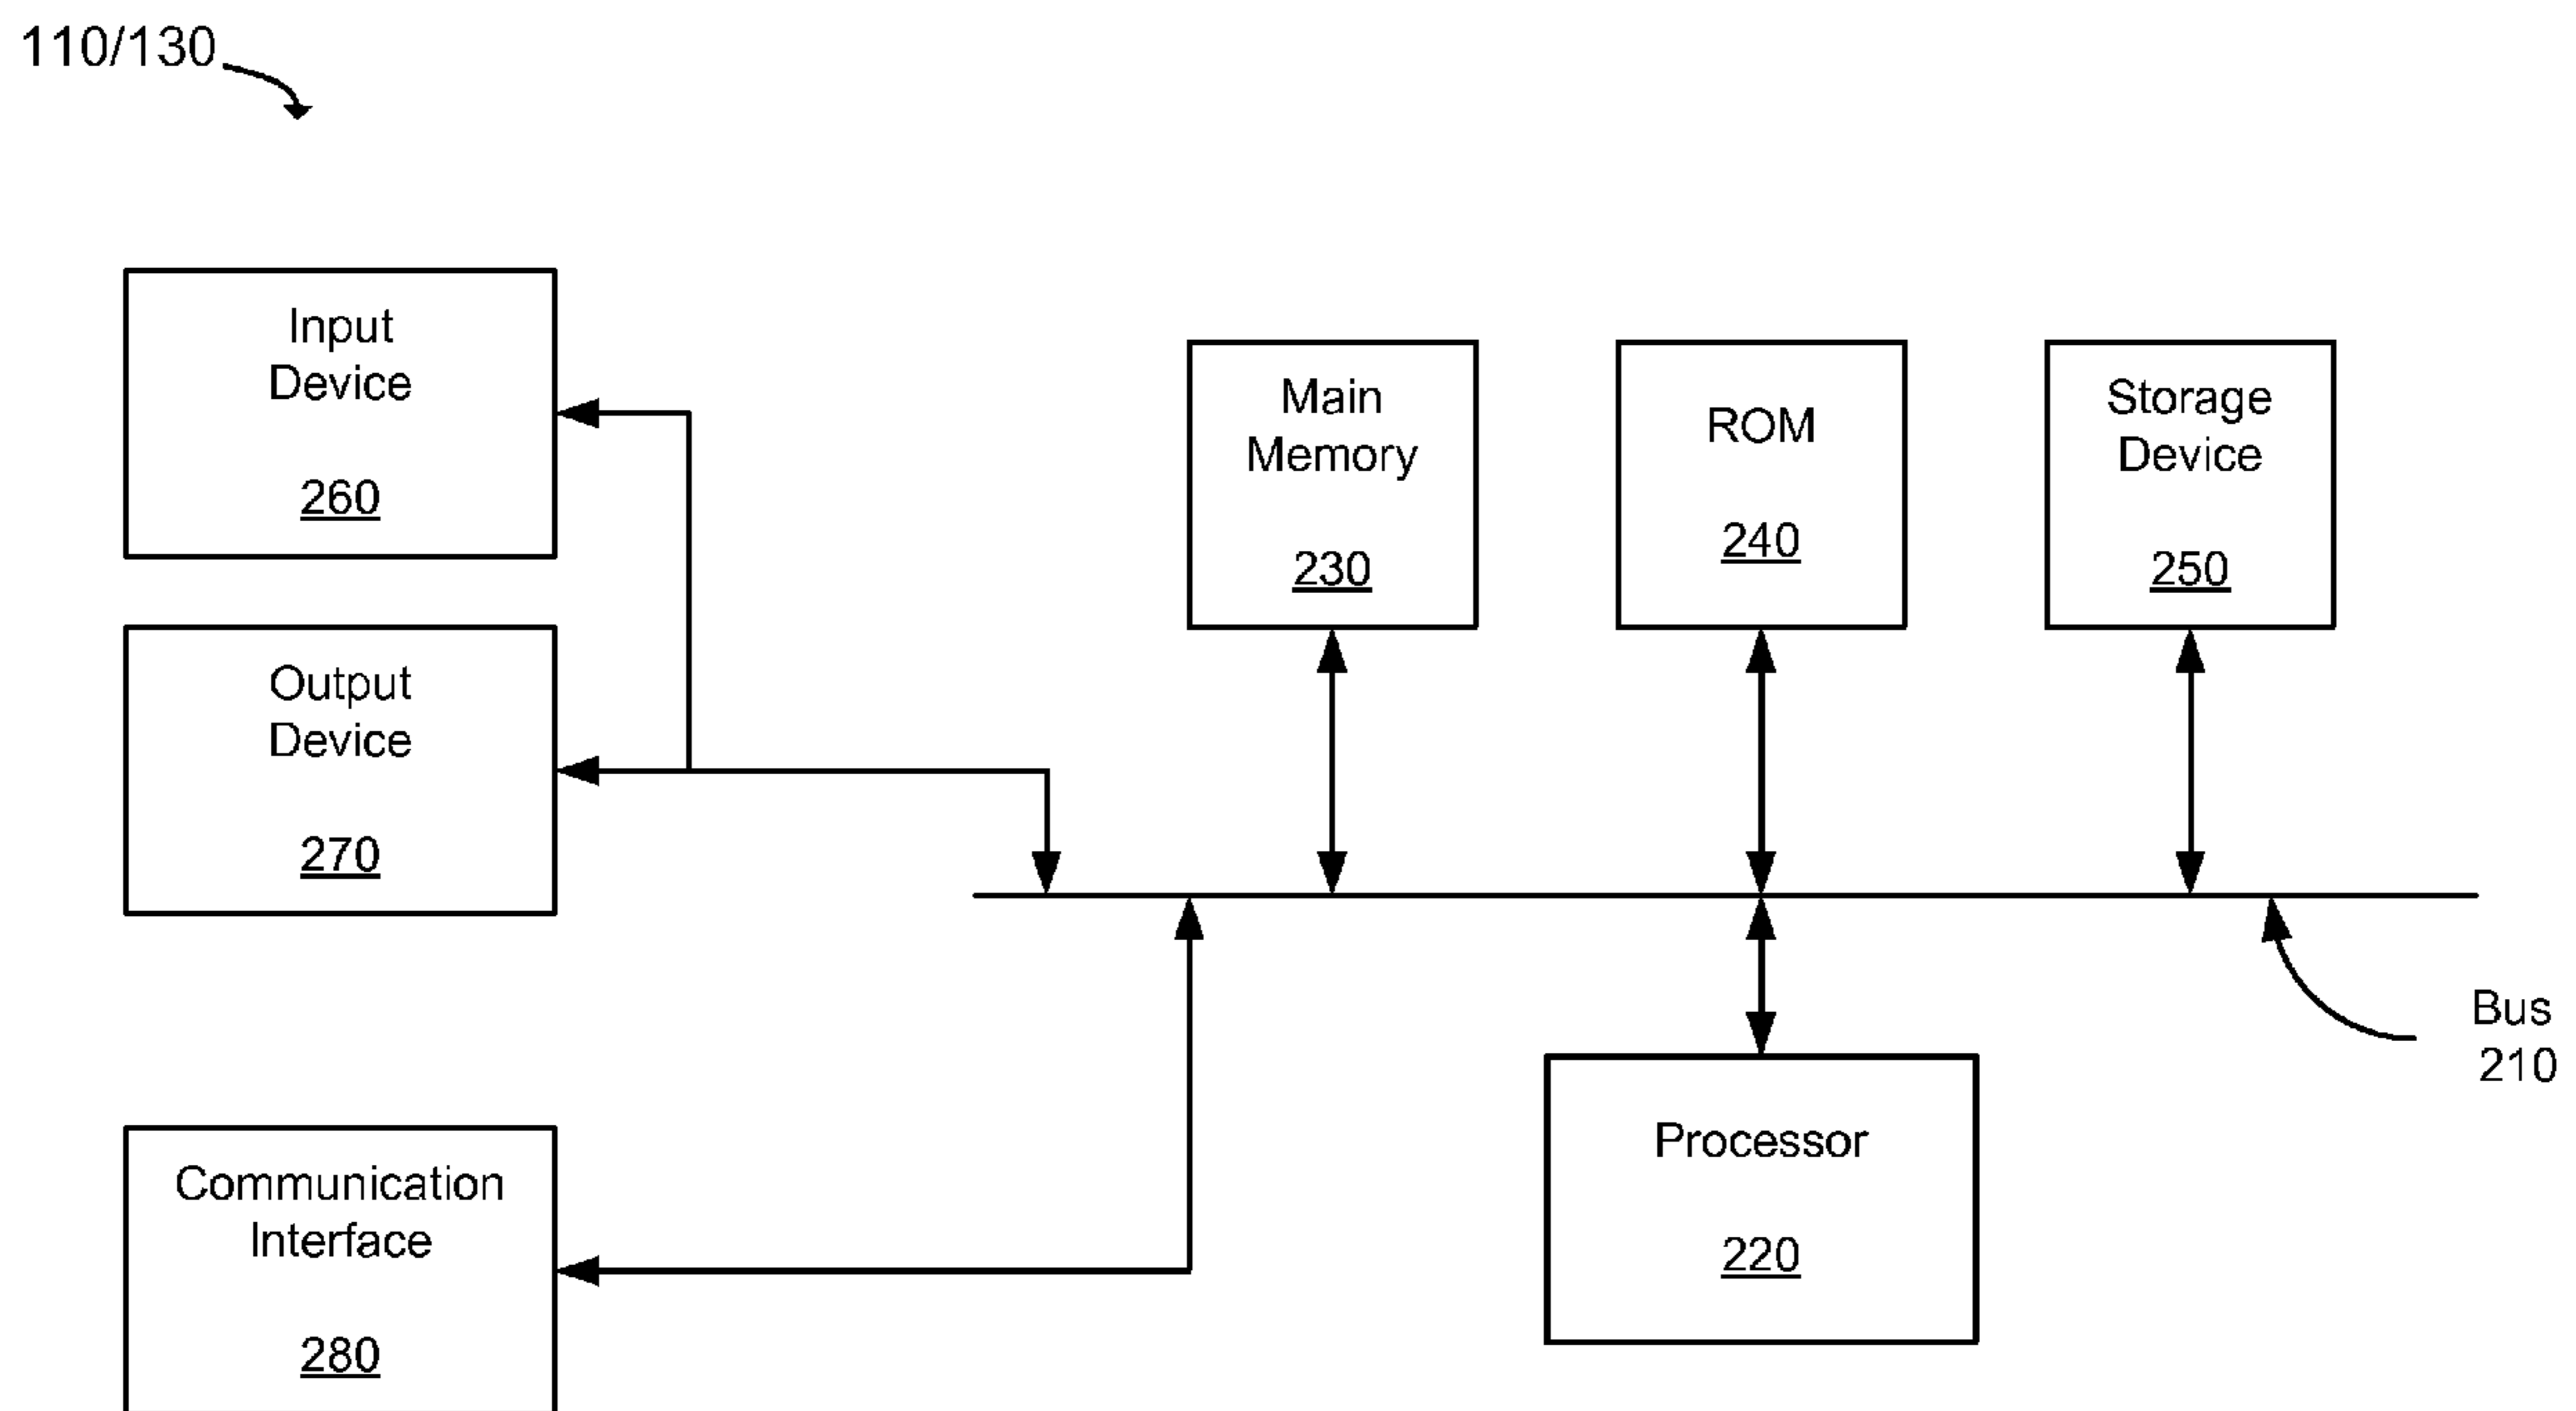 110/130
Input
Device
260
Output
Device
270
Communication
Interface
280
Main
Memory
230
ROM
240
Storage
Device
250
Processor
220
Bus
210